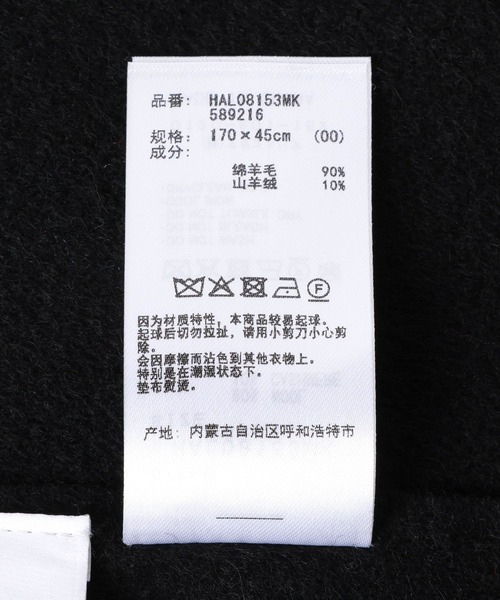 品番: HAL08153MK
589216
规格: 170×45cm (00)
成分:
绵羊毛 90%
山羊绒 10%
因为材质特性，本商品较易起球。
起球后切勿拉扯，请用小剪刀小心剪
除。
会因摩擦而沾色到其他衣物上。
特别是在潮濕状态下。
垫布熨烫。
产地: 内蒙古自治区呼和浩特市